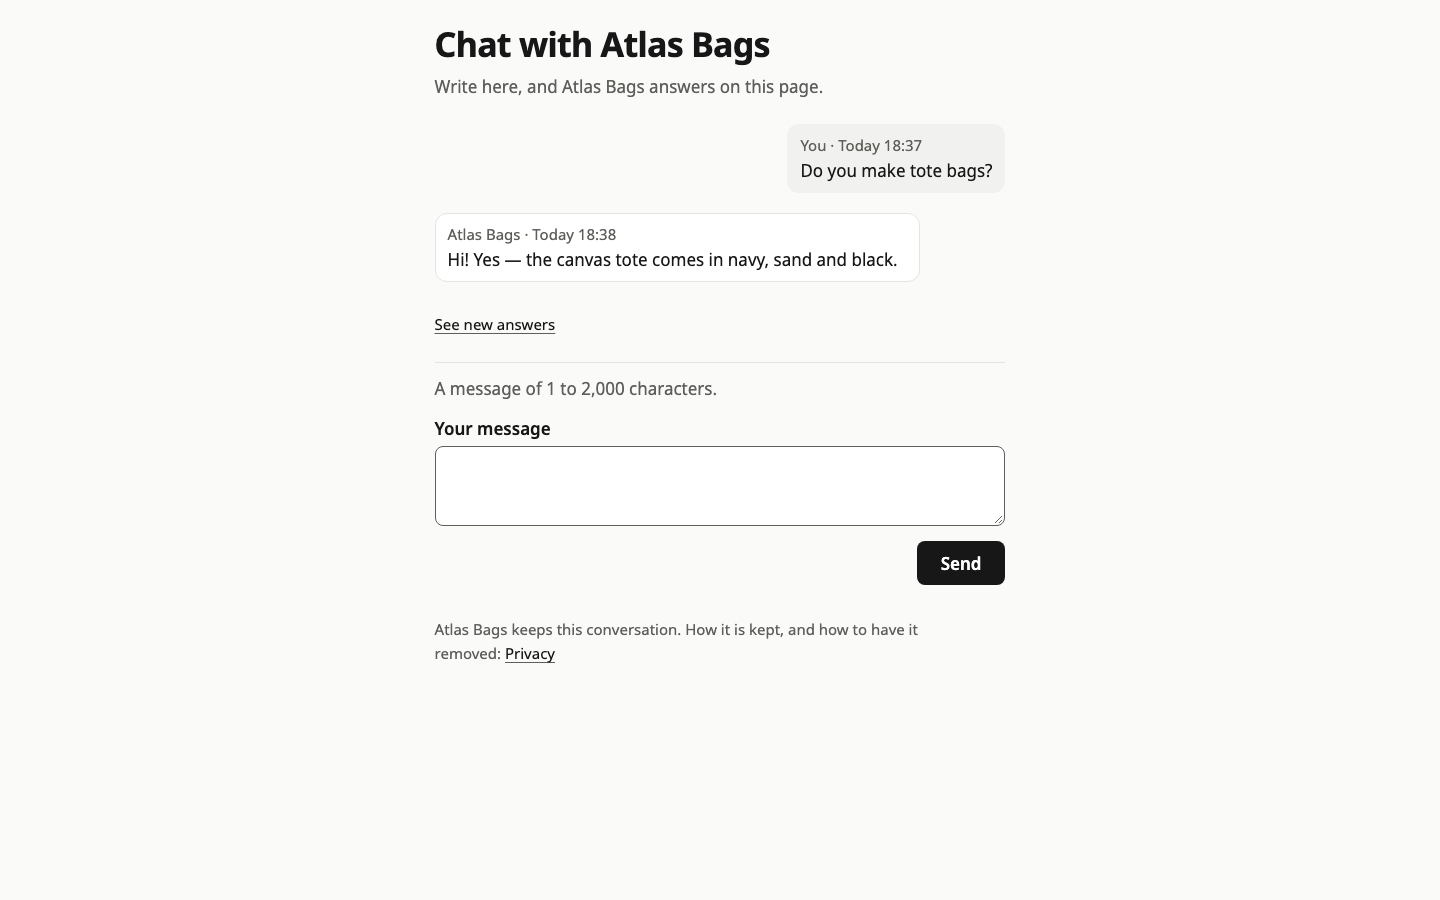 Chat with Atlas Bags
Write here, and Atlas Bags answers on this page.
You · Today 18:37
Do you make tote bags?
Atlas Bags · Today 18:38
Hi! Yes — the canvas tote comes in navy, sand and black.
See new answers
A message of 1 to 2,000 characters.
Your message
Send
Atlas Bags keeps this conversation. How it is kept, and how to have it
removed: Privacy